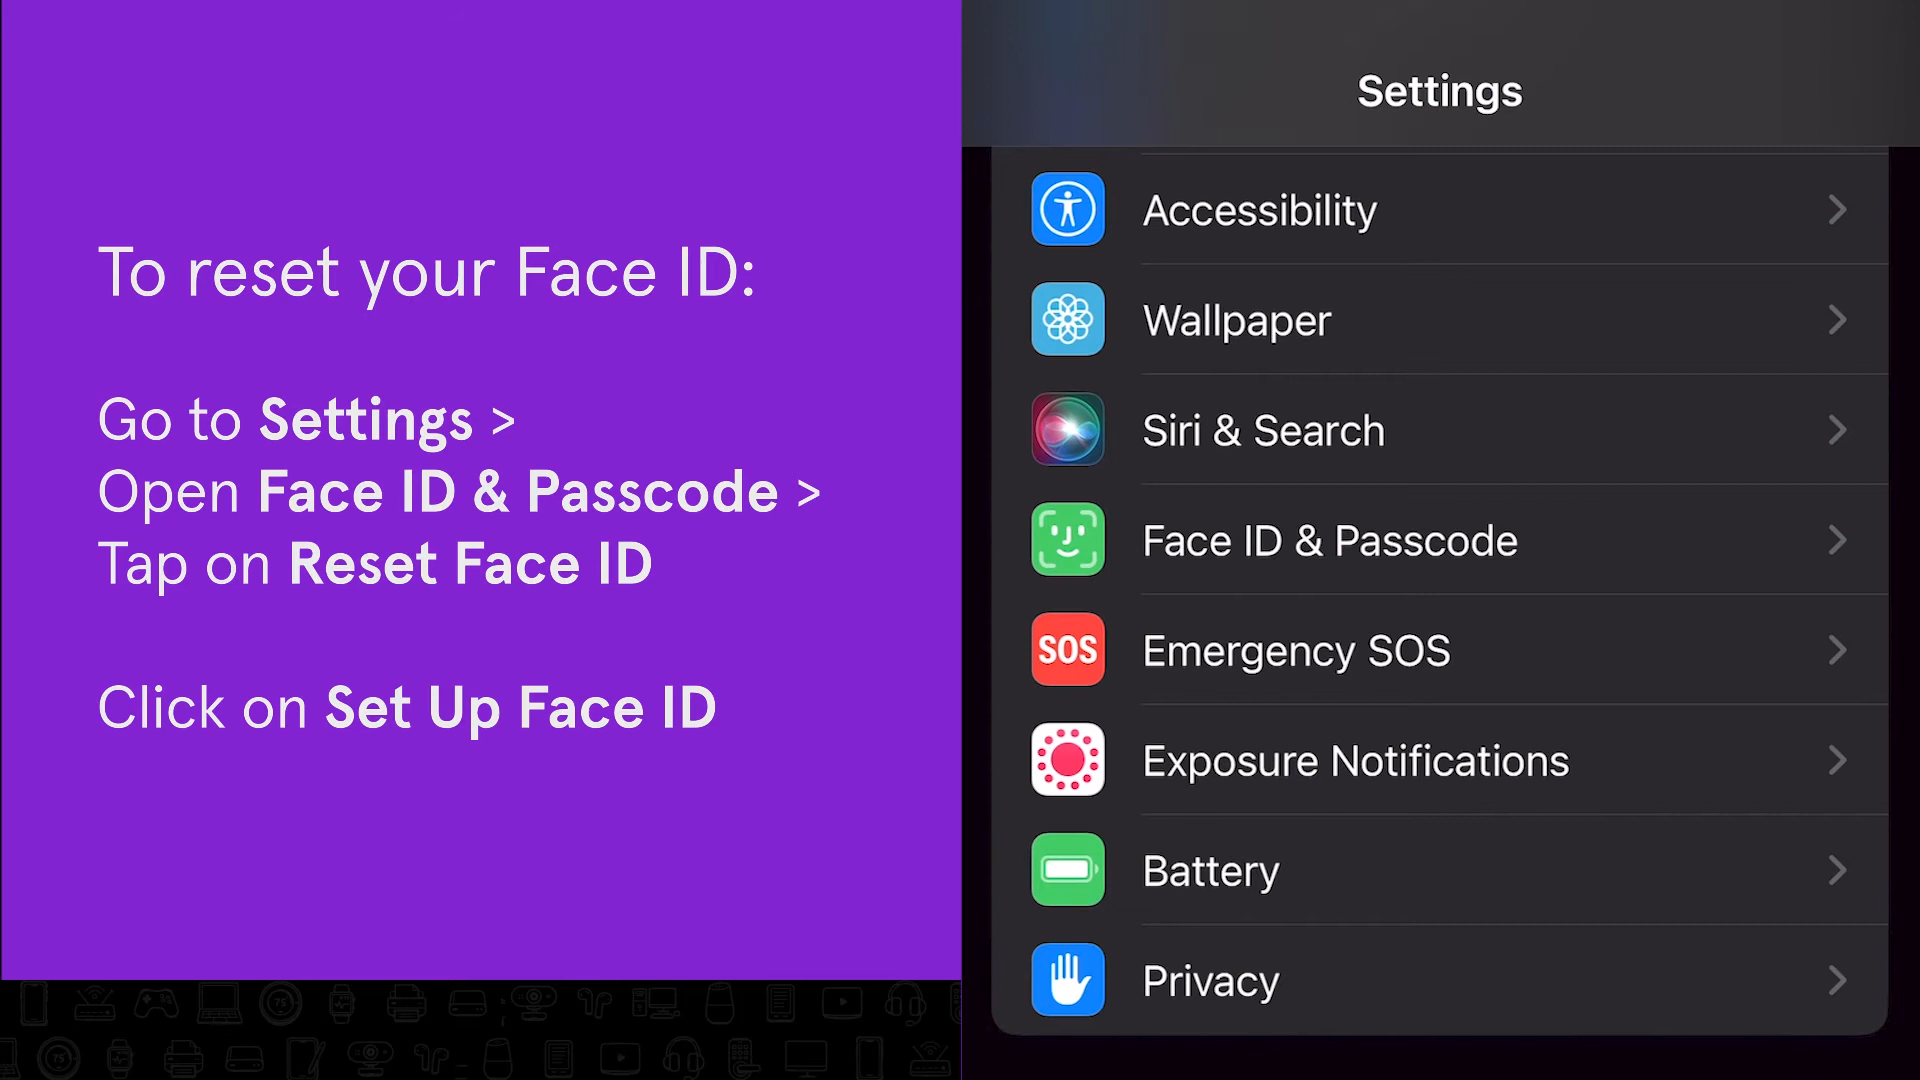 To reset your Face ID:
Go to Settings >
Open Face ID & Passcode >
Tap on Reset Face ID
Click on Set Up Face ID
Settings
Accessibility
Wallpaper
Siri & Search
Face ID & Passcode
SOS
Emergency SOS
Exposure Notifications
Battery
Privacy
75
75